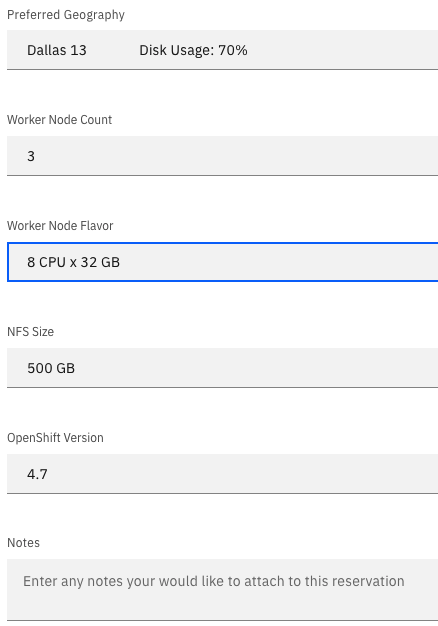 Preferred Geography
Dallas 13 Disk Usage: 70%
Worker Node Count
3
Worker Node Flavor
8 CPU x 32 GB
NFS Size
500 GB
OpenShift Version
4.7
Notes
Enter any notes your would like to attach to this reservation